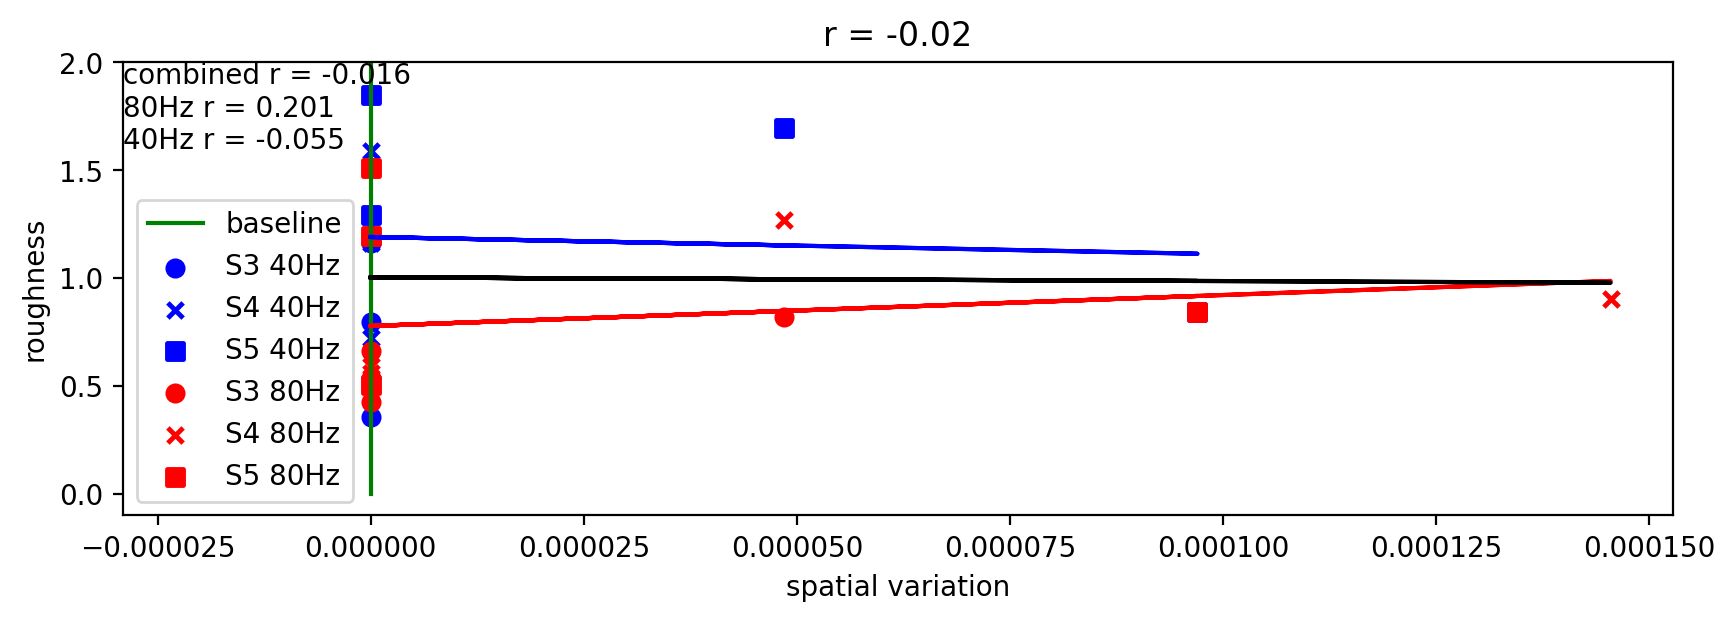 r = -0.02
combined r = -0.016
80Hz r = 0.201
40Hz r = -0.055
baseline
S3 40Hz
S4 40Hz
S5 40Hz
S3 80Hz
S4 80Hz
S5 80Hz
roughness
2.0
1.5
1.0
0.5
0.0
−0.000025 0.000000 0.000025 0.000050 0.000075 0.000100 0.000125 0.000150
spatial variation